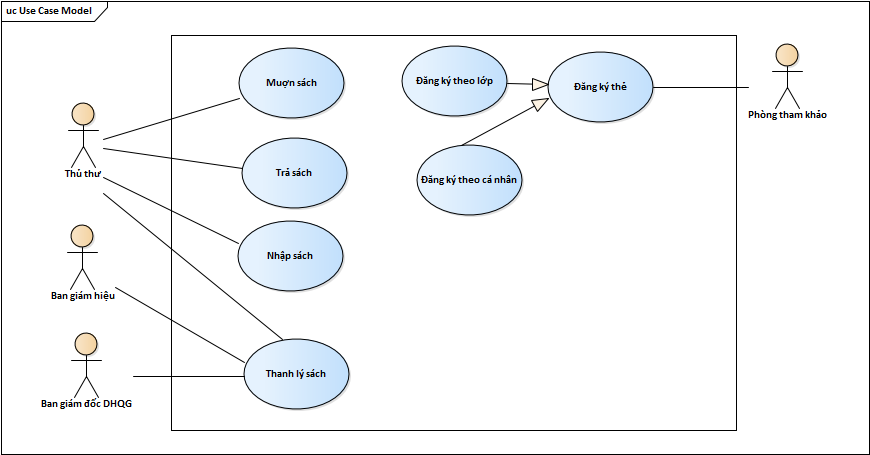 uc Use Case Model
Mượn sách
Đăng ký theo lớp
Đăng ký thẻ
Phòng tham khảo
Thủ thư
Trả sách
Đăng ký theo cá nhân
Nhập sách
Ban giám hiệu
Thanh lý sách
Ban giám đốc DHQG